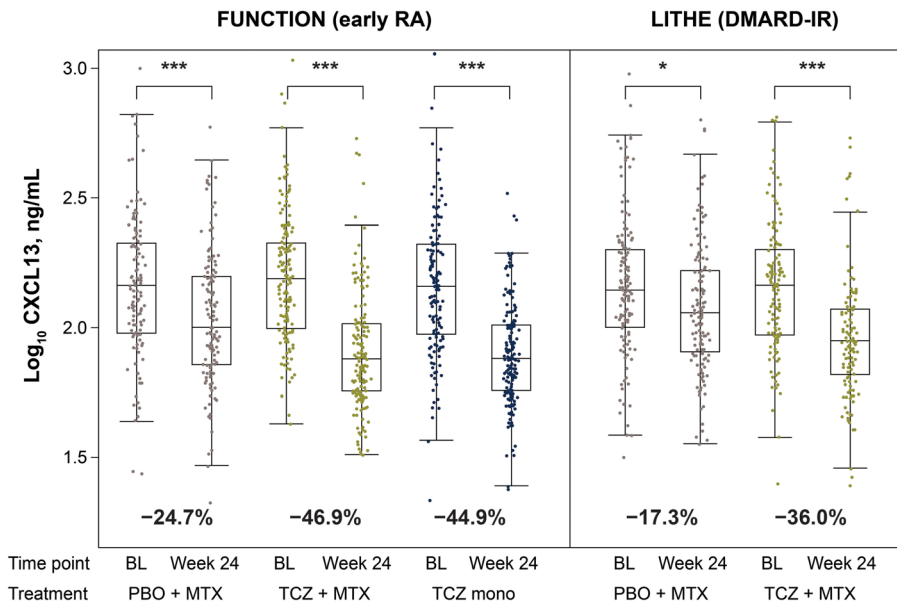 FUNCTION (early RA) LITHE (DMARD-IR)
*** *** *** * ***
3.0
2.5
2.0
1.5
Log₁₀ CXCL13, ng/mL
−24.7% −46.9% −44.9% −17.3% −36.0%
Time point BL Week 24 BL Week 24 BL Week 24 BL Week 24 BL Week 24
Treatment PBO + MTX TCZ + MTX TCZ mono PBO + MTX TCZ + MTX